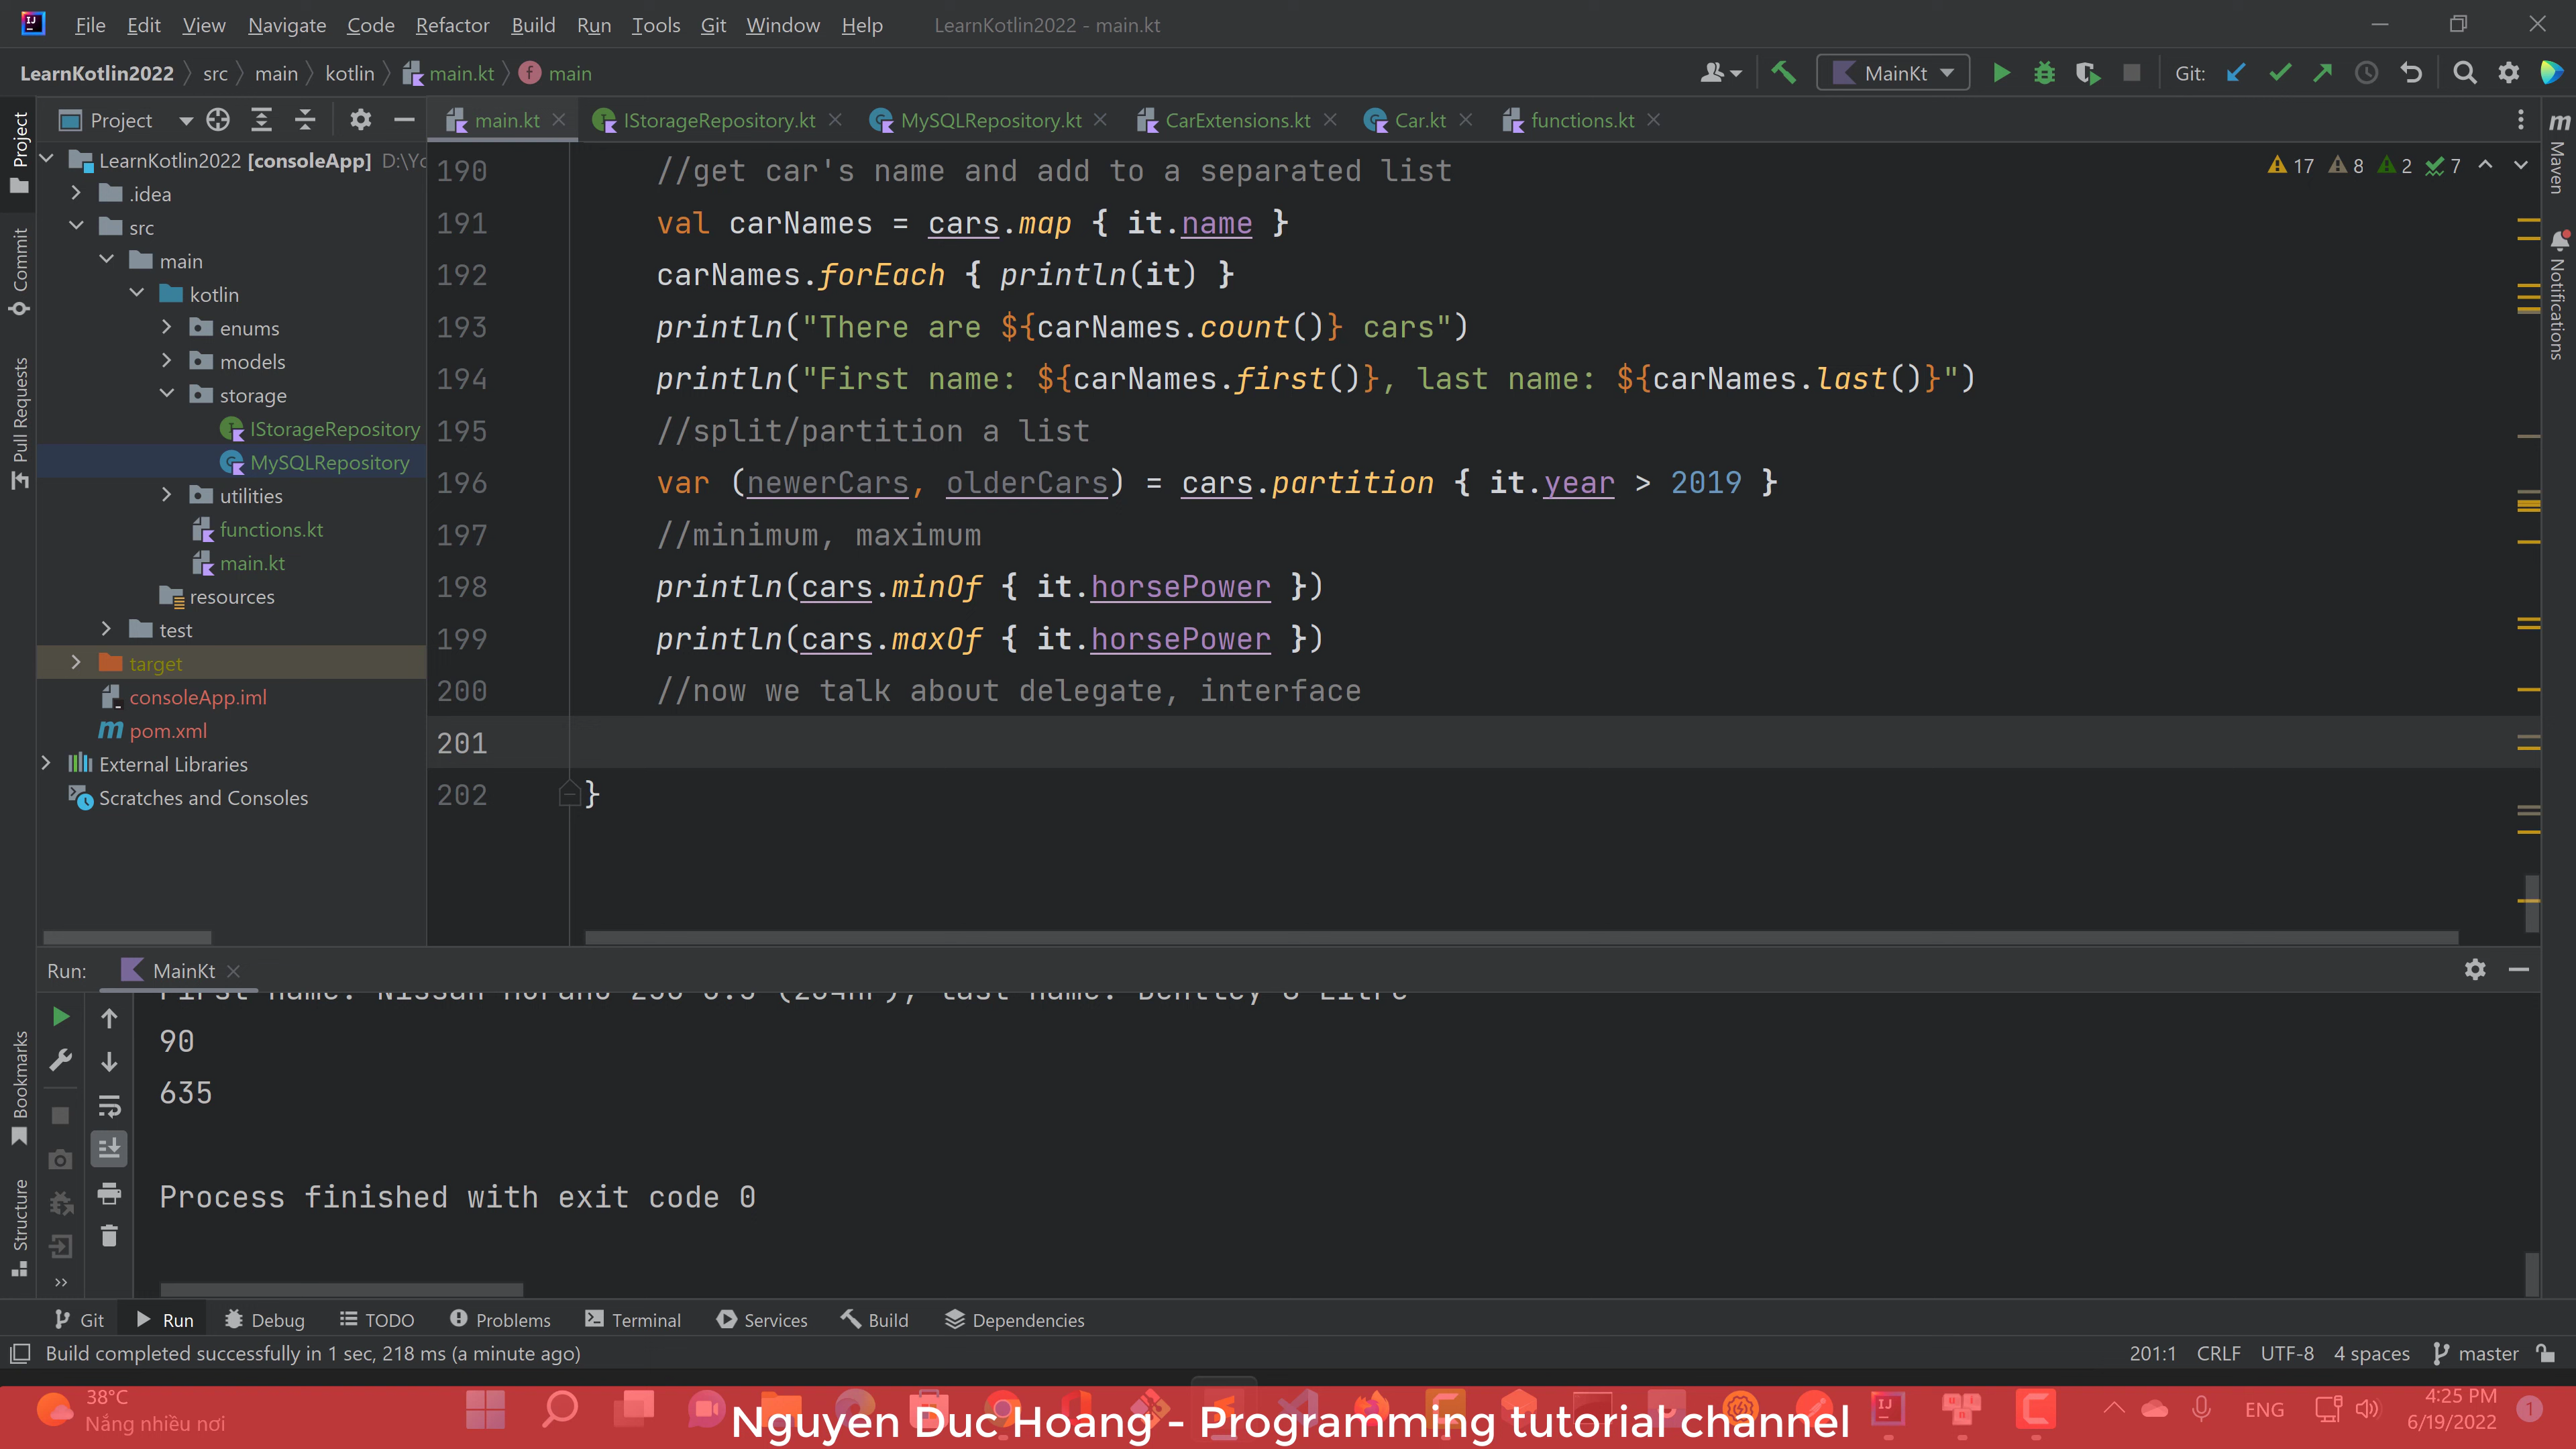 File Edit View Navigate Code Refactor Build Run Tools Git Window Help LearnKotlin2022 - main.kt
LearnKotlin2022 src main kotlin main.kt main MainKt Git:
Project
main.kt IStorageRepository.kt MySQLRepository.kt CarExtensions.kt Car.kt functions.kt
Project
Commit
Pull Requests
Bookmarks
Structure
LearnKotlin2022 [consoleApp]
.idea
src
main
kotlin
enums
models
storage
IStorageRepository
MySQLRepository
utilities
functions.kt
main.kt
resources
test
target
consoleApp.iml
pom.xml
External Libraries
Scratches and Consoles
17 8 2 7
190 //get car's name and add to a separated list
191 val carNames = cars.map { it.name }
192 carNames.forEach { println(it) }
193 println("There are ${carNames.count()} cars")
194 println("First name: ${carNames.first()}, last name: ${carNames.last()}")
195 //split/partition a list
196 var (newerCars, olderCars) = cars.partition { it.year > 2019 }
197 //minimum, maximum
198 println(cars.minOf { it.horsePower })
199 println(cars.maxOf { it.horsePower })
200 //now we talk about delegate, interface
201
202 }
Maven
Notifications
Run: MainKt
90
635
Process finished with exit code 0
Git Run Debug TODO Problems Terminal Services Build Dependencies
Build completed successfully in 1 sec, 218 ms (a minute ago) 201:1 CRLF UTF-8 4 spaces master
38°C
Nắng nhiều nơi
Nguyen Duc Hoang - Programming tutorial channel
ENG
4:25 PM
6/19/2022
1